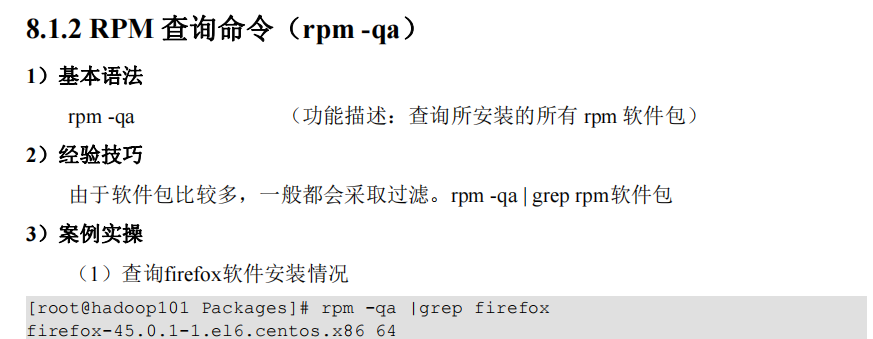 8.1.2 RPM 查询命令（rpm -qa）
1）基本语法
rpm -qa （功能描述：查询所安装的所有 rpm 软件包）
2）经验技巧
由于软件包比较多，一般都会采取过滤。rpm -qa | grep rpm软件包
3）案例实操
（1）查询firefox软件安装情况
[root@hadoop101 Packages]# rpm -qa |grep firefox
firefox-45.0.1-1.el6.centos.x86_64